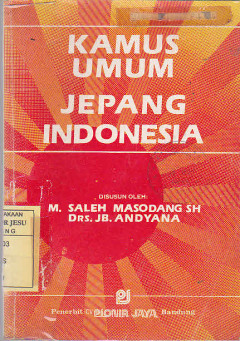 KAMUS
UMUM
JEPANG
INDONESIA
DISUSUN OLEH:
M. SALEH MASODANG SH
DRS. JB. ANDYANA
Penerbit PIONIR JAYA Bandung